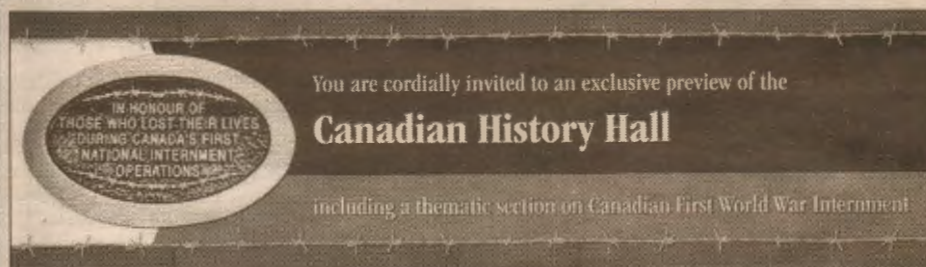 IN HONOUR OF
THOSE WHO LOST THEIR LIVES
DURING CANADA'S FIRST
NATIONAL INTERNMENT
OPERATIONS
You are cordially invited to an exclusive preview of the
Canadian History Hall
including a thematic section on Canadian First World War Internment